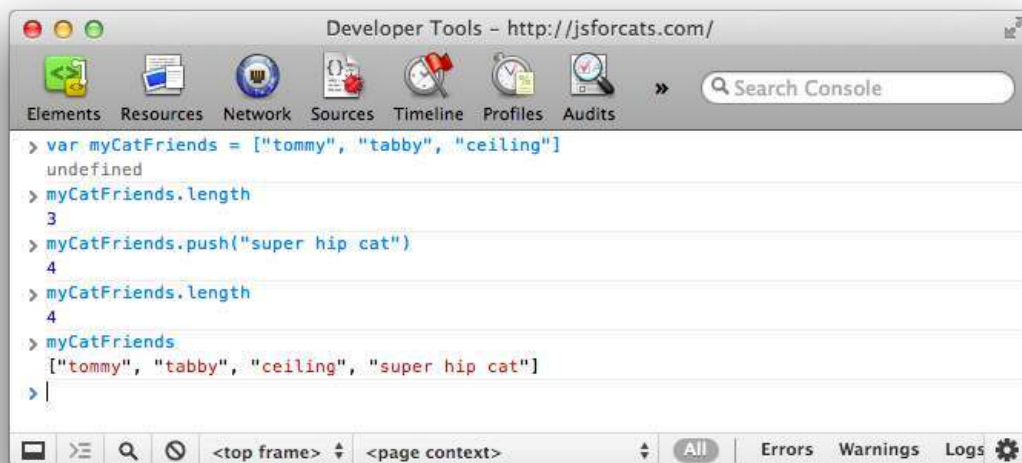 Developer Tools – http://jsforcats.com/
Elements Resources Network Sources Timeline Profiles Audits » Search Console
> var myCatFriends = ["tommy", "tabby", "ceiling"]
undefined
> myCatFriends.length
3
> myCatFriends.push("super hip cat")
4
> myCatFriends.length
4
> myCatFriends
["tommy", "tabby", "ceiling", "super hip cat"]
>
<top frame> <page context> All Errors Warnings Logs